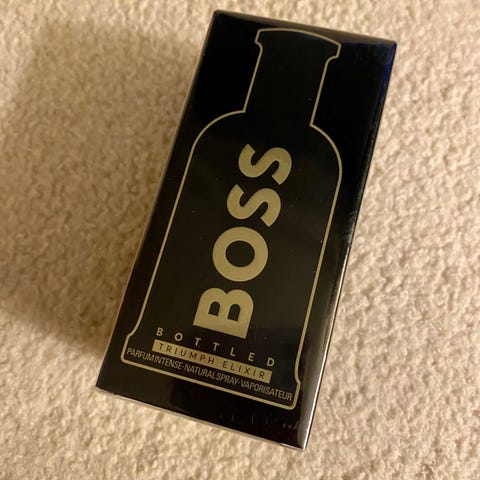 BOSS
BOTTLED
TRIUMPH ELIXIR
PARFUM INTENSE·NATURAL SPRAY·VAPORISATEUR